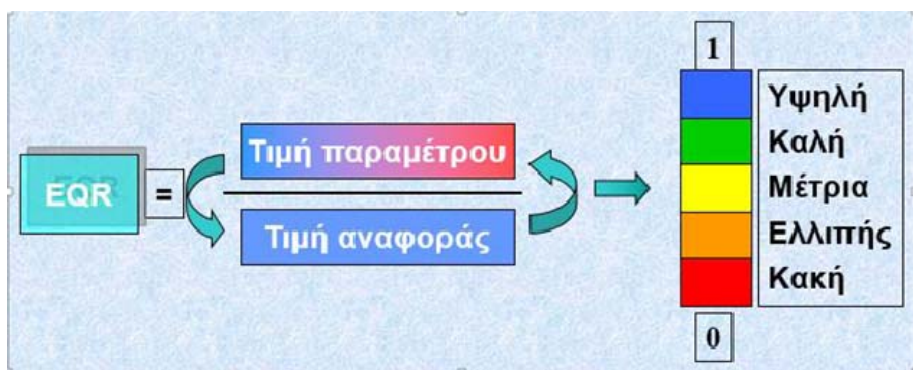 EQR
=
Τιμή παραμέτρου
Τιμή αναφοράς
1
Υψηλή
Καλή
Μέτρια
Ελλιπής
Κακή
0